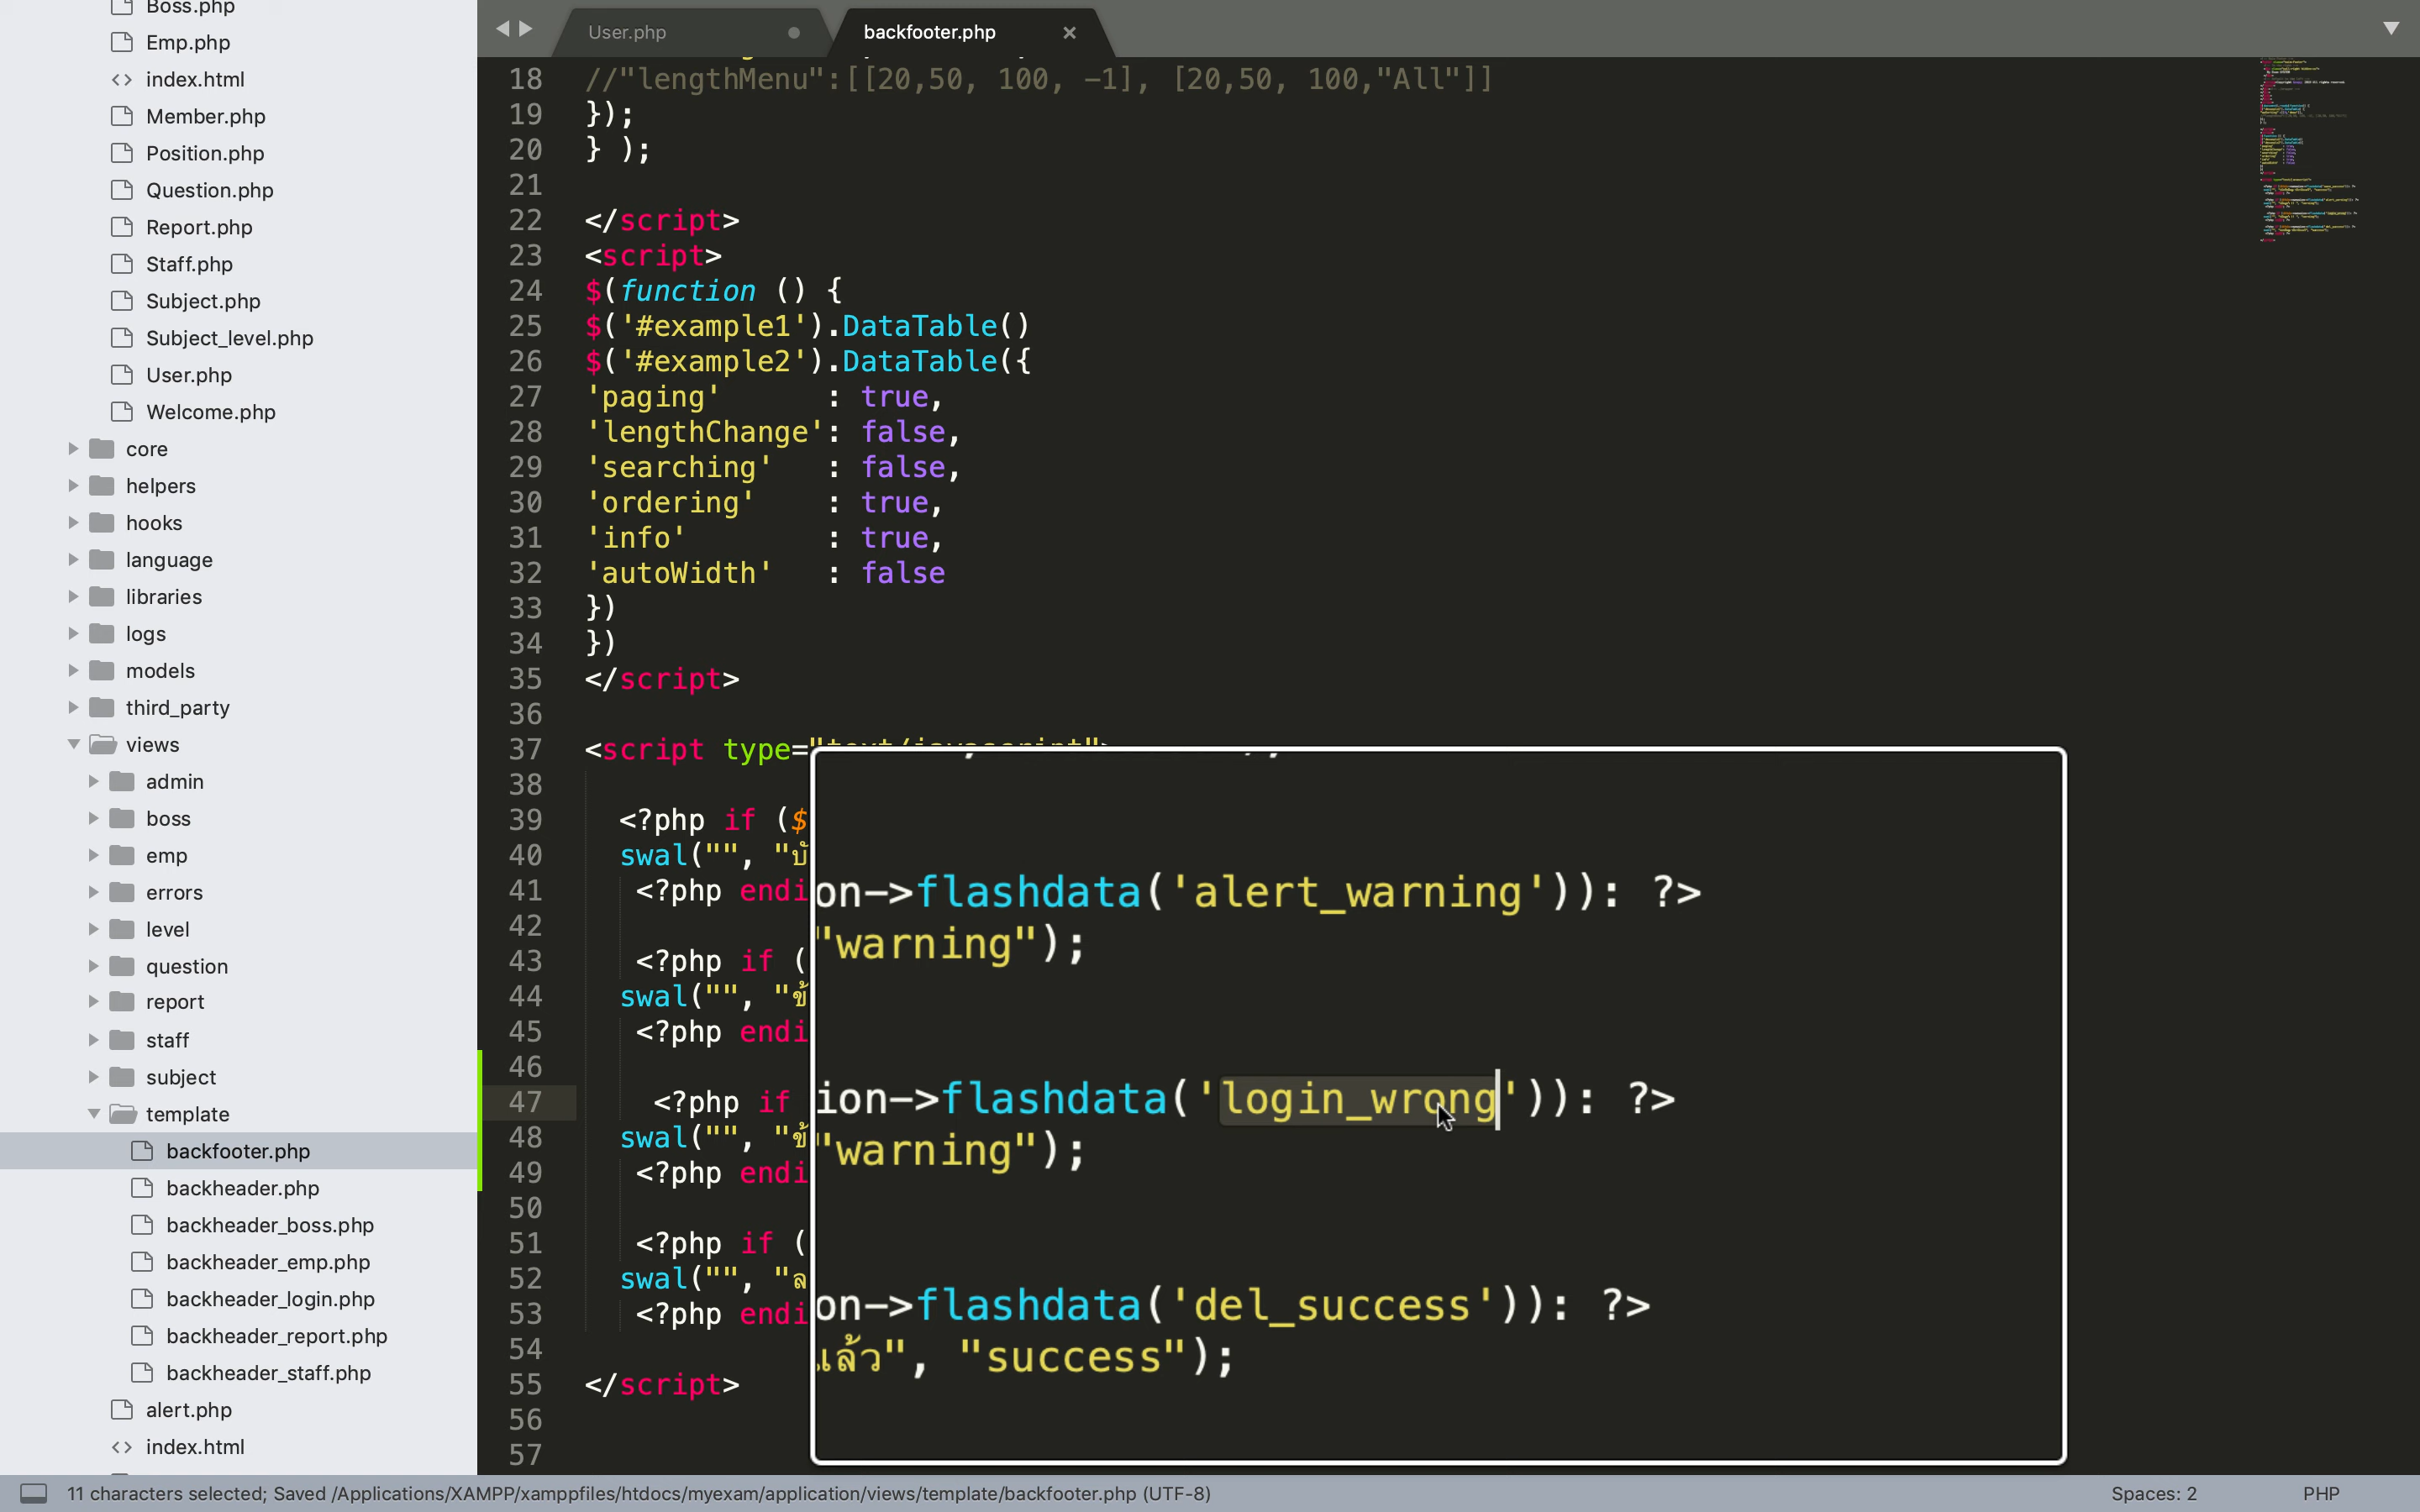 Boss.php
Emp.php
<> index.html
Member.php
Position.php
Question.php
Report.php
Staff.php
Subject.php
Subject_level.php
User.php
Welcome.php
core
helpers
hooks
language
libraries
logs
models
third_party
views
admin
boss
emp
errors
level
question
report
staff
subject
template
backfooter.php
backheader.php
backheader_boss.php
backheader_emp.php
backheader_login.php
backheader_report.php
backheader_staff.php
alert.php
<> index.html
User.php
backfooter.php ×
18 //"lengthMenu":[[20,50, 100, -1], [20,50, 100,"All"]]
19 });
20 } );
21
22 </script>
23 <script>
24 $(function () {
25 $('#example1').DataTable()
26 $('#example2').DataTable({
27 'paging'      : true,
28 'lengthChange': false,
29 'searching'   : false,
30 'ordering'    : true,
31 'info'        : true,
32 'autoWidth'   : false
33 })
34 })
35 </script>
36
37 <script type="text/javascript">
38
39 <?php if ($
40 swal("", "บั
41 <?php endi
42
43 <?php if (
44 swal("", "ข้
45 <?php endi
46
47 <?php if
48 swal("", "ข้
49 <?php endi
50
51 <?php if (
52 swal("", "ล
53 <?php endi
54
55 </script>
56
57
on->flashdata('alert_warning')): ?>
"warning");
ion->flashdata('login_wrong')): ?>
"warning");
on->flashdata('del_success')): ?>
แล้ว", "success");
11 characters selected; Saved /Applications/XAMPP/xamppfiles/htdocs/myexam/application/views/template/backfooter.php (UTF-8)
Spaces: 2
PHP